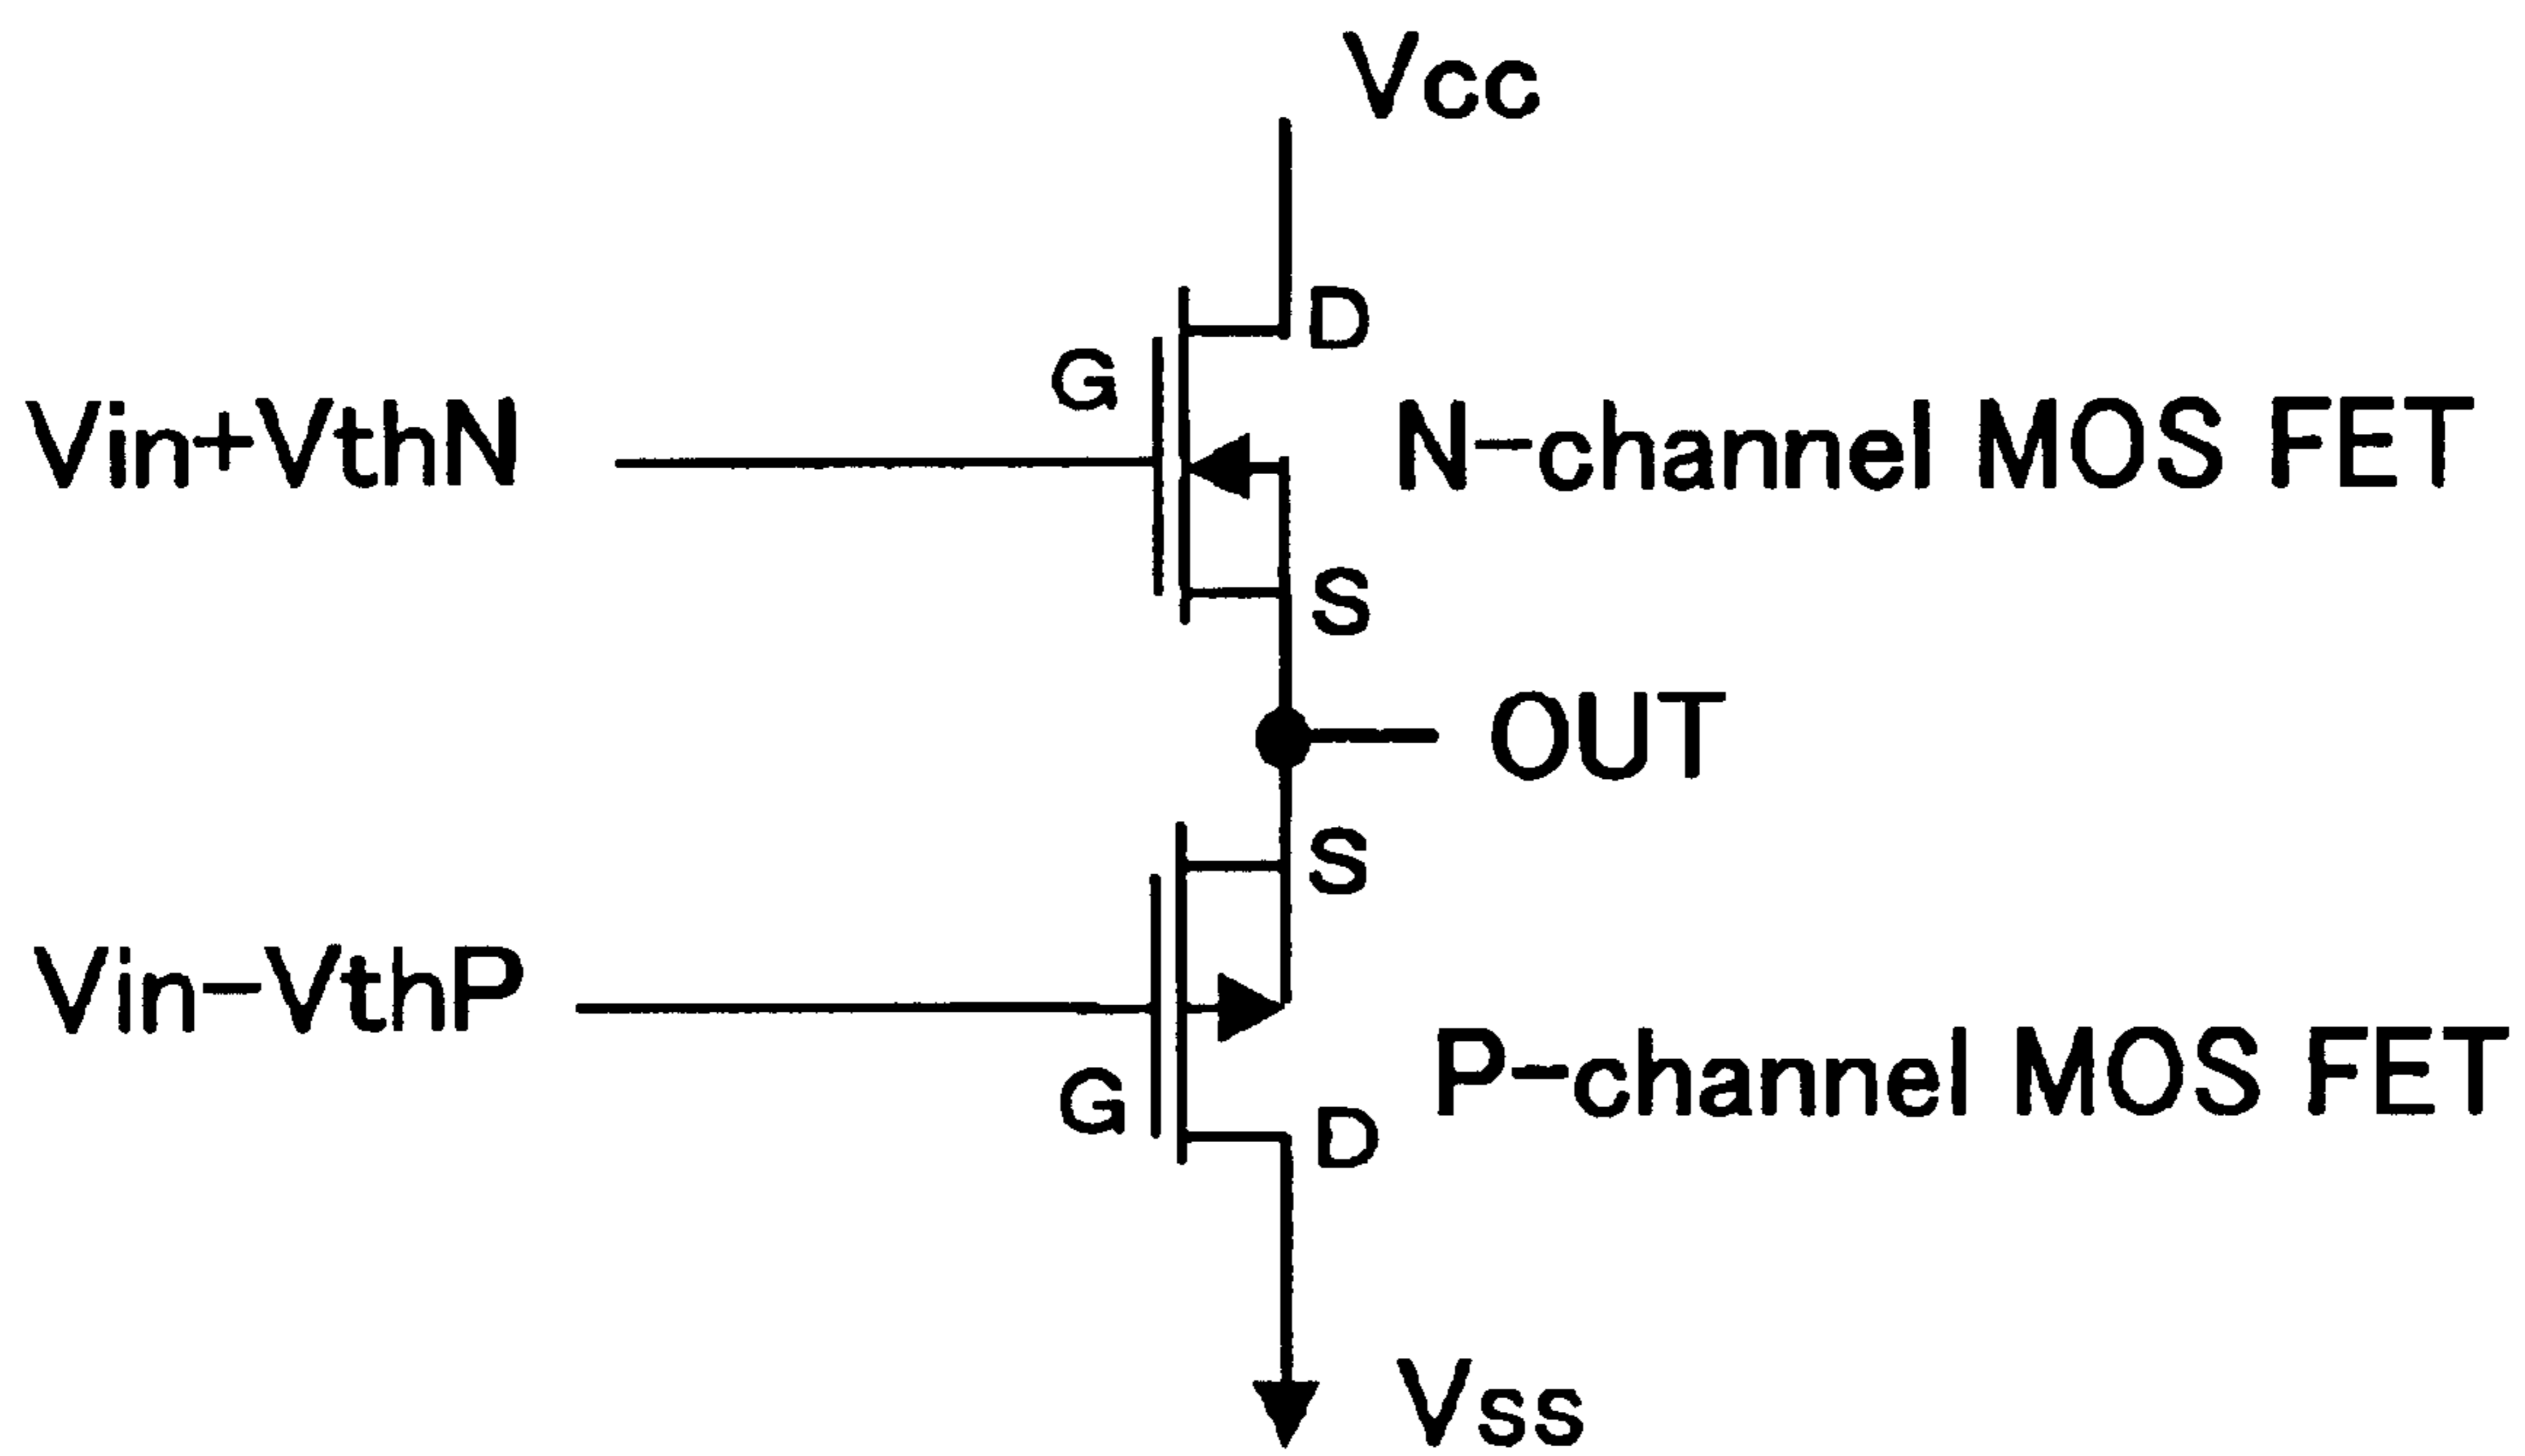 Vcc
D
G
Vin+VthN
N-channel MOS FET
S
OUT
S
Vin-VthP
P-channel MOS FET
G
D
Vss